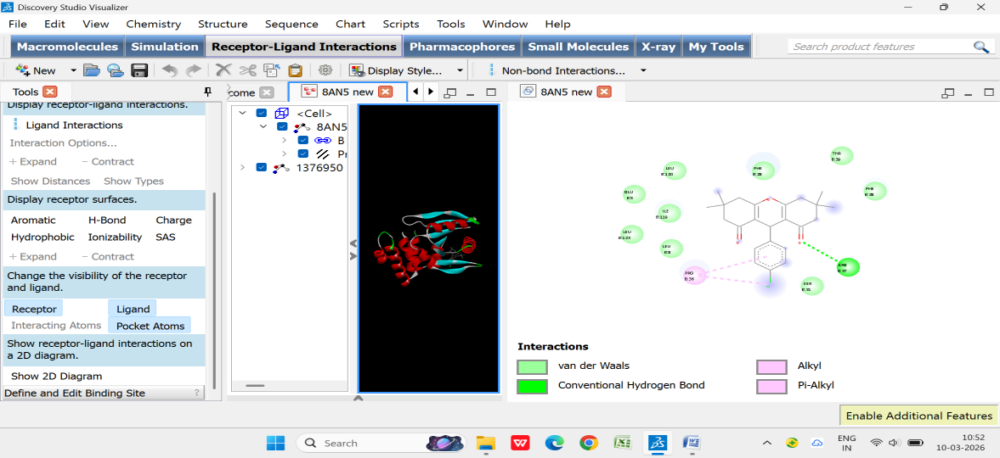 Discovery Studio Visualizer
File Edit View Chemistry Structure Sequence Chart Scripts Tools Window Help
Macromolecules Simulation Receptor-Ligand Interactions Pharmacophores Small Molecules X-ray My Tools Search product features
New Display Style... Non-bond Interactions...
Tools come 8AN5 new 8AN5 new
Display receptor-ligand interactions.
Ligand Interactions
Interaction Options...
+ Expand - Contract
Show Distances Show Types
Display receptor surfaces.
Aromatic H-Bond Charge
Hydrophobic Ionizability SAS
+ Expand - Contract
Change the visibility of the receptor
and ligand.
Receptor Ligand
Interacting Atoms Pocket Atoms
Show receptor-ligand interactions on
a 2D diagram.
Show 2D Diagram
Define and Edit Binding Site ?
<Cell>
8AN5
B
Pr
1376950
THR
B:39
LEU
B:120
PHE
B:28
PHE
B:38
GLU
B:5
ILE
B:119
LEU
B:123
LEU
B:8
PRO
B:36
B:37
B:31
Interactions
van der Waals
Conventional Hydrogen Bond
Alkyl
Pi-Alkyl
Enable Additional Features
Search
ENG
IN
10:52
10-03-2026